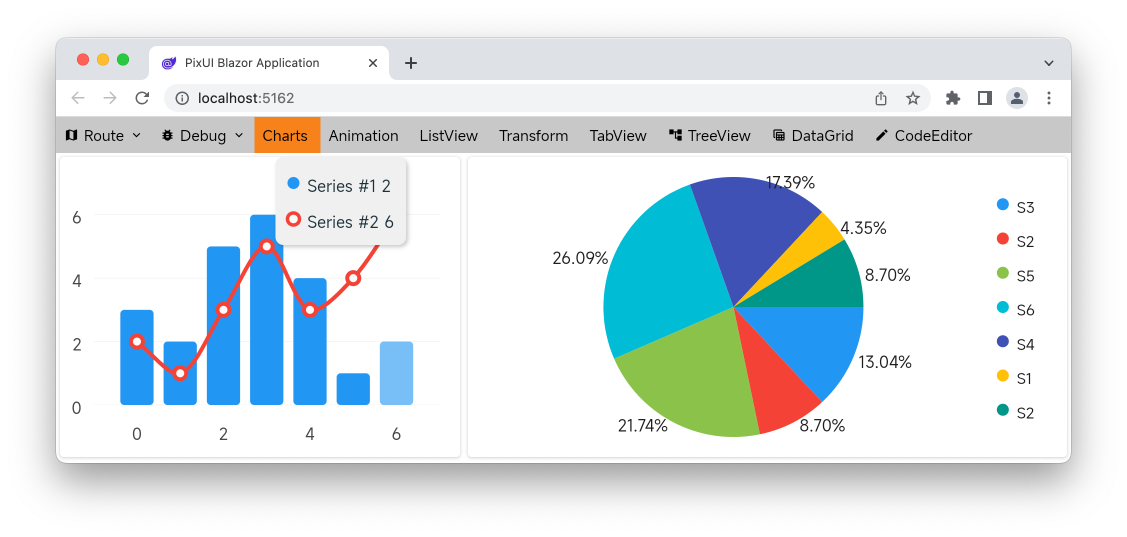 PixUI Blazor Application
localhost:5162
Route Debug Charts Animation ListView Transform TabView TreeView DataGrid CodeEditor
Series #1 2
Series #2 6
6
4
2
0
0 2 4 6
17.39%
4.35%
26.09%
8.70%
13.04%
21.74%
8.70%
S3
S2
S5
S6
S4
S1
S2